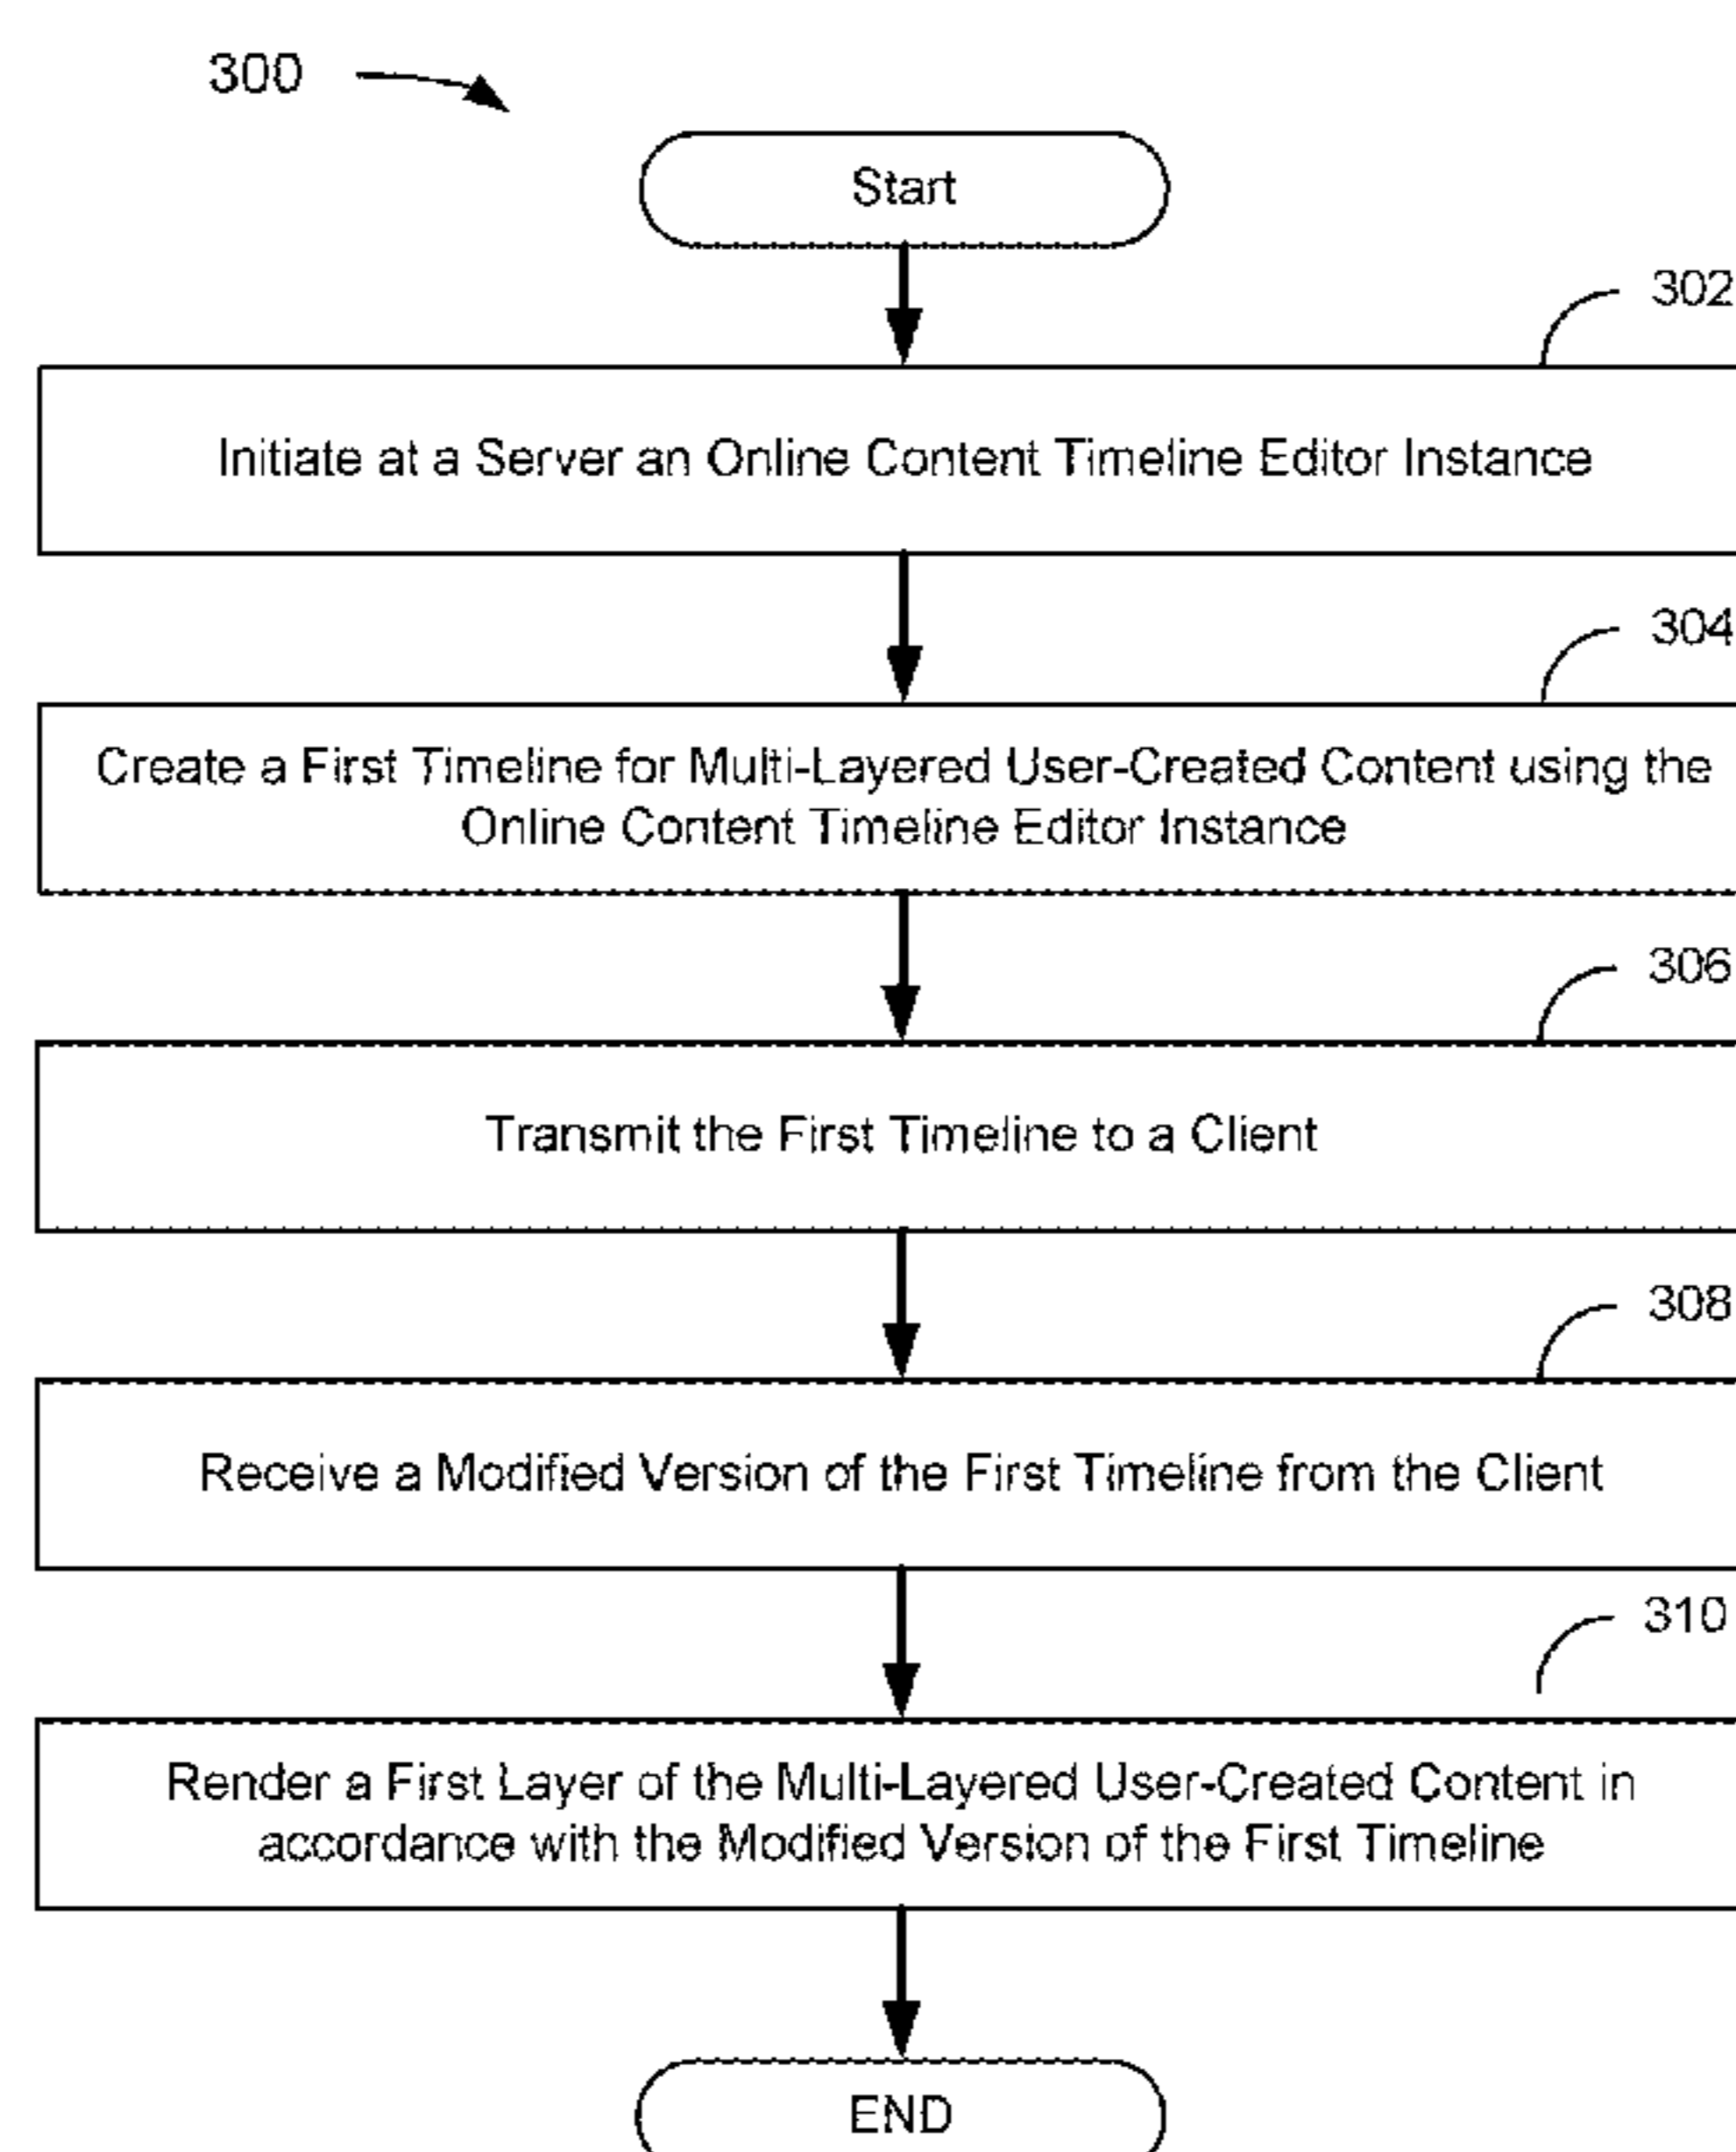 300
Start
302
Initiate at a Server an Online Content Timeline Editor Instance
304
Create a First Timeline for Multi-Layered User-Created Content using the
Online Content Timeline Editor Instance
306
Transmit the First Timeline to a Client
308
Receive a Modified Version of the First Timeline from the Client
310
Render a First Layer of the Multi-Layered User-Created Content in
accordance with the Modified Version of the First Timeline
END